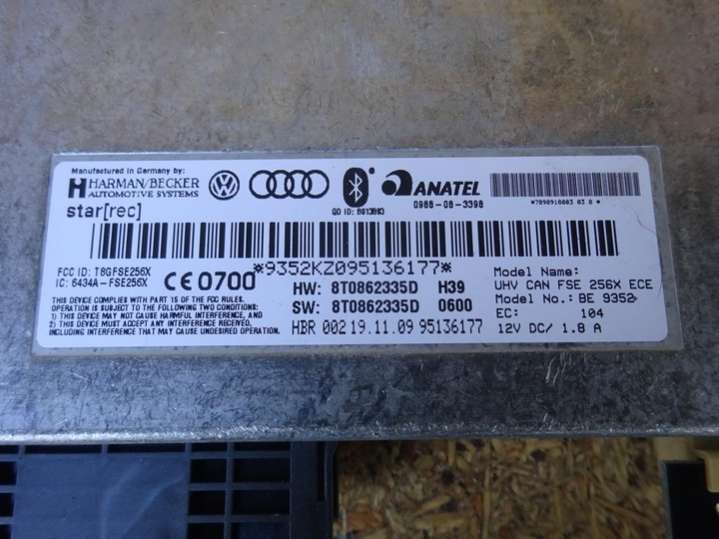 Manufactured in Germany by:
HARMAN/BECKER
AUTOMOTIVE SYSTEMS
star[rec]
ANATEL
0968-08-3398
QD ID:
*9352KZ095136177*
FCC ID: T8GFSE256X
IC: 6434A-FSE256X
CE0700
HW: 8T0862335D H39
SW: 8T0862335D 0600
HBR 002 19.11.09 95136177
THIS DEVICE COMPLIES WITH PART 15 OF THE FCC RULES.
OPERATION IS SUBJECT TO THE FOLLOWING TWO CONDITIONS:
1) THIS DEVICE MAY NOT CAUSE HARMFUL INTERFERENCE, AND
2) THIS DEVICE MUST ACCEPT ANY INTERFERENCE RECEIVED,
INCLUDING INTERFERENCE THAT MAY CAUSE UNDESIRED OPERATION.
Model Name:
UHV CAN FSE 256X ECE
Model No.: BE 9352
EC: 104
12V DC/ 1.8 A